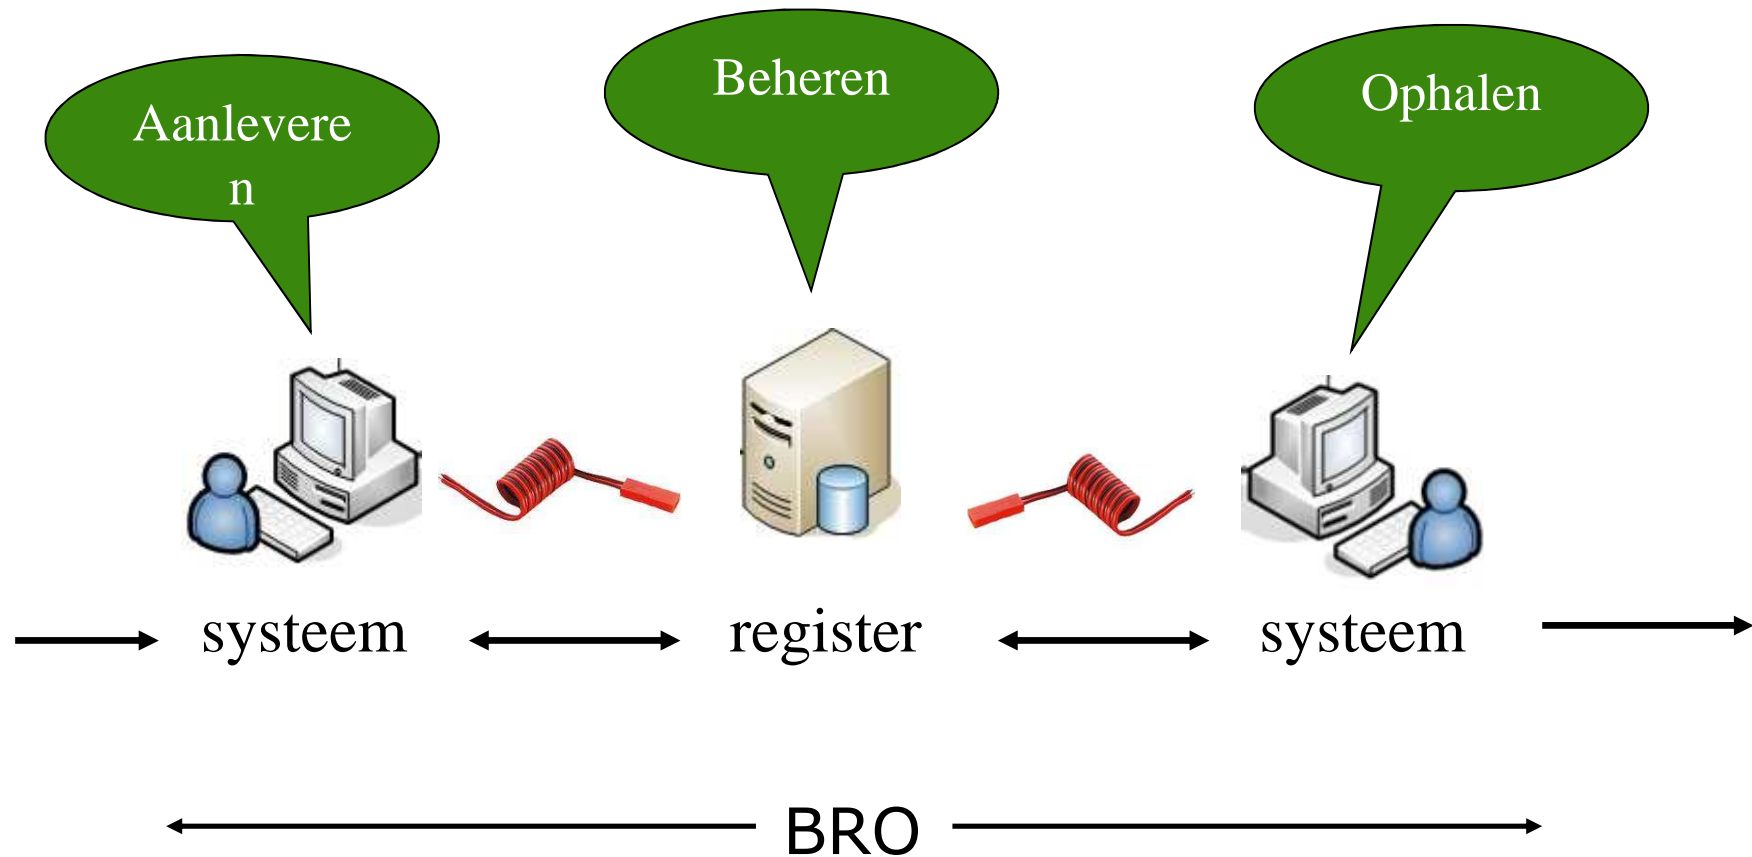 Aanlevere
n
Beheren
Ophalen
systeem
register
systeem
BRO